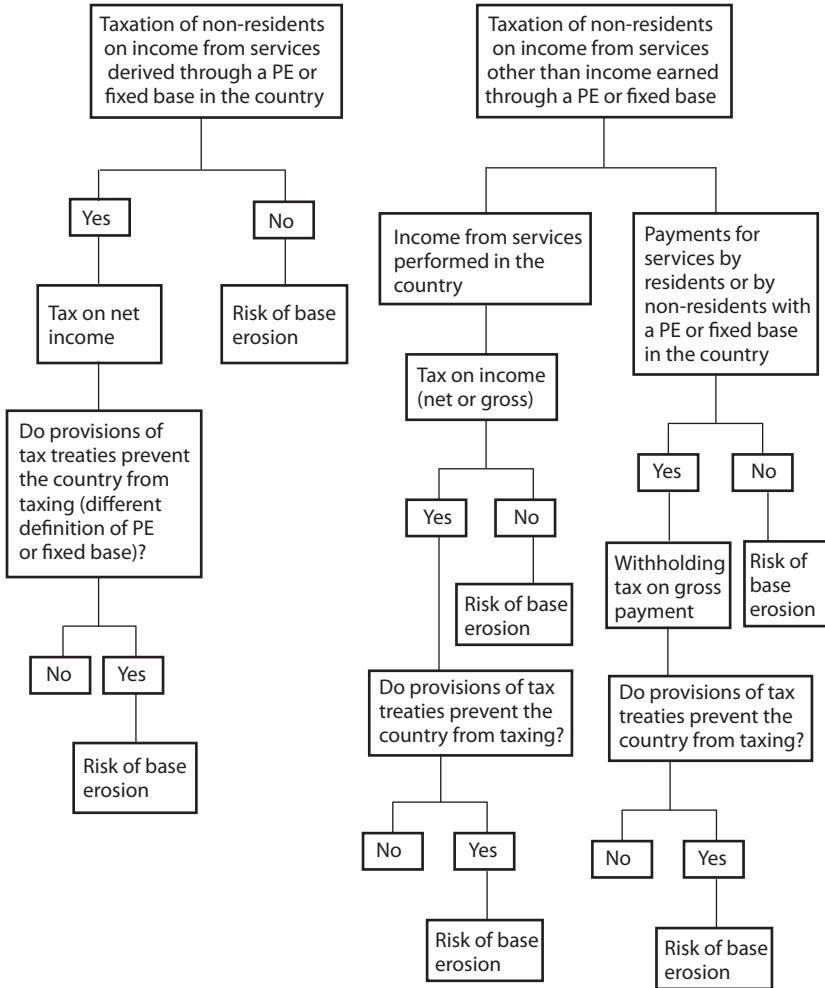 Taxation of non-residents
on income from services
derived through a PE or
fixed base in the country
Yes
No
Tax on net
income
Risk of base
erosion
Do provisions of
tax treaties prevent
the country from
taxing (different
definition of PE
or fixed base)?
No
Yes
Risk of base
erosion
Taxation of non-residents
on income from services
other than income earned
through a PE or fixed base
Income from services
performed in the
country
Tax on income
(net or gross)
Yes
No
Risk of base
erosion
Do provisions of tax
treaties prevent the
country from taxing?
No
Yes
Risk of base
erosion
Payments for
services by
residents or by
non-residents with
a PE or fixed base
in the country
Yes
No
Withholding
tax on gross
payment
Risk of
base
erosion
Do provisions of tax
treaties prevent the
country from taxing?
No
Yes
Risk of base
erosion